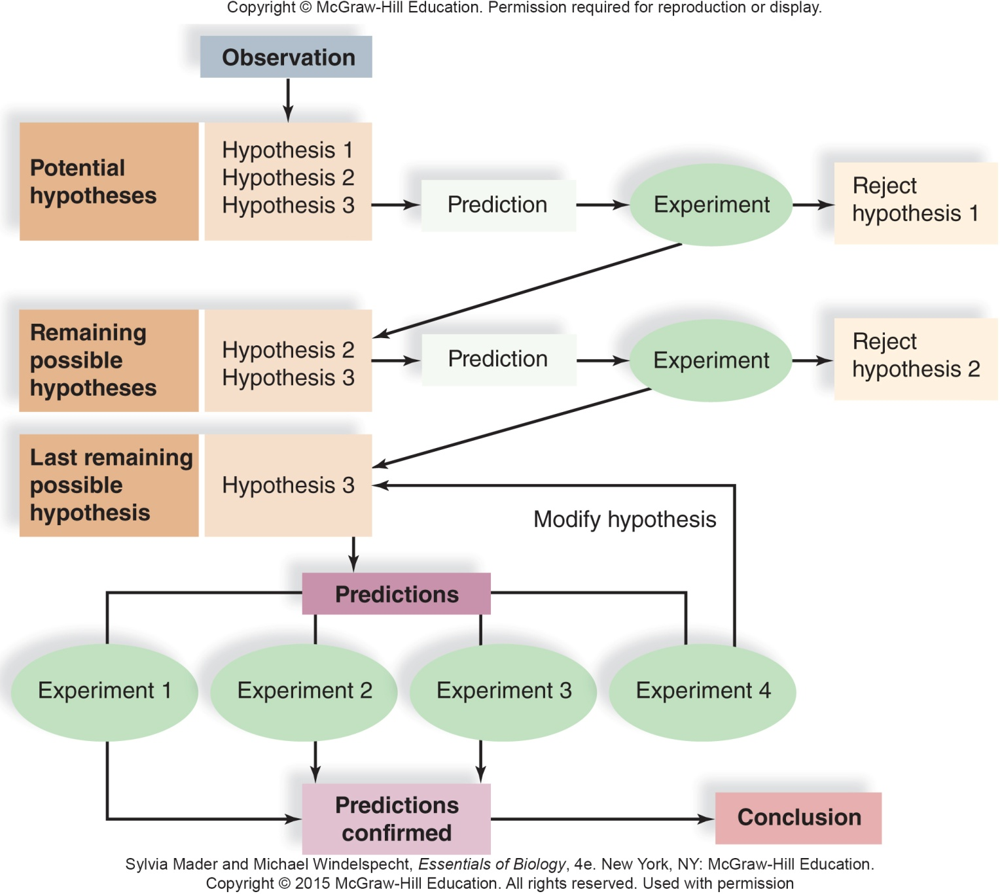 Copyright © McGraw-Hill Education. Permission required for reproduction or display.
Observation
Potential
hypotheses
Hypothesis 1
Hypothesis 2
Hypothesis 3
Prediction
Experiment
Reject
hypothesis 1
Remaining
possible
hypotheses
Hypothesis 2
Hypothesis 3
Prediction
Experiment
Reject
hypothesis 2
Last remaining
possible
hypothesis
Hypothesis 3
Modify hypothesis
Predictions
Experiment 1
Experiment 2
Experiment 3
Experiment 4
Predictions
confirmed
Conclusion
Sylvia Mader and Michael Windelspecht, Essentials of Biology, 4e. New York, NY: McGraw-Hill Education.
Copyright © 2015 McGraw-Hill Education. All rights reserved. Used with permission